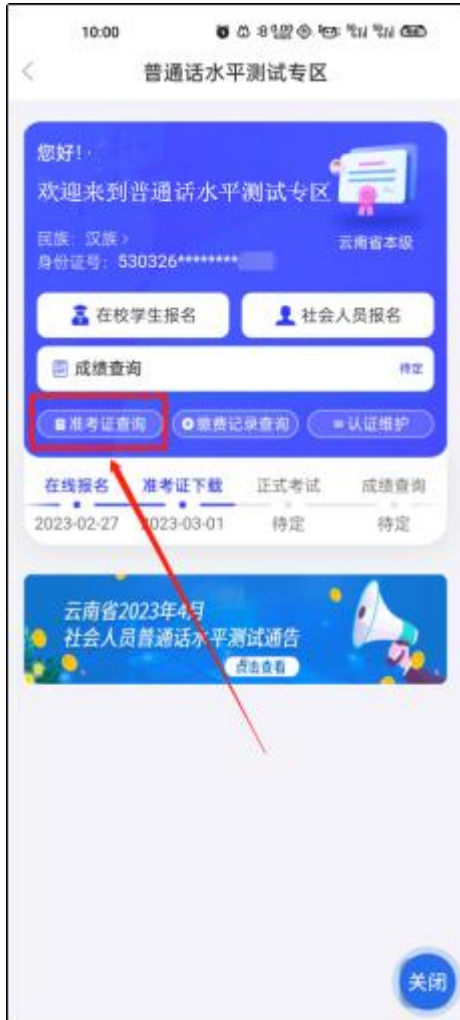 10:00
普通话水平测试专区
您好!
欢迎来到普通话水平测试专区
民族：汉族>
云南省本级
身份证号：530326********
在校学生报名 社会人员报名
成绩查询 待定
准考证查询 缴费记录查询 认证维护
在线报名 准考证下载 正式考试 成绩查询
2023-02-27 2023-03-01 待定 待定
云南省2023年4月
社会人员普通话水平测试通告
点击查看
关闭